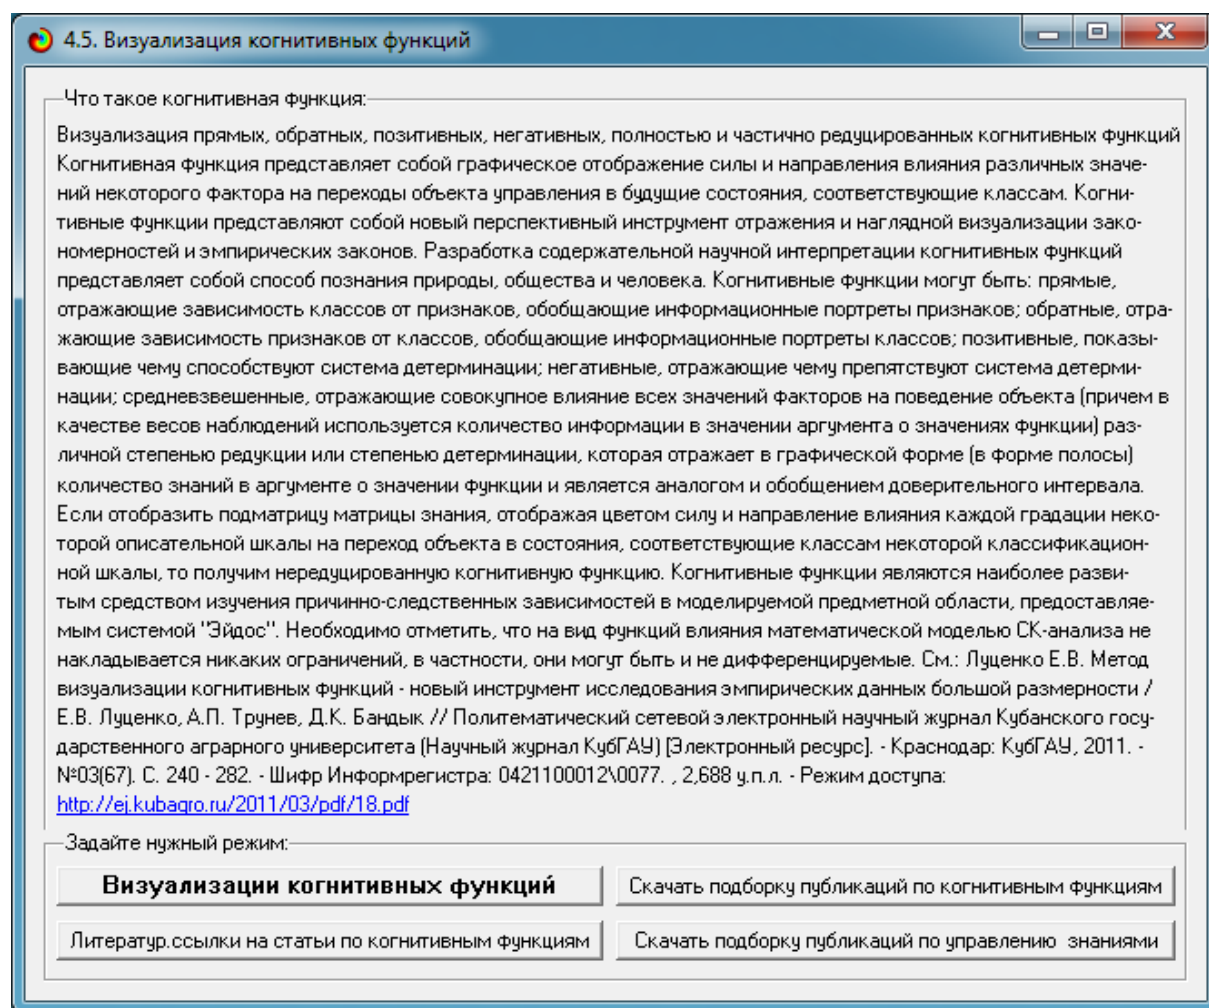 4.5. Визуализация когнитивных функций
Что такое когнитивная функция:
Визуализация прямых, обратных, позитивных, негативных, полностью и частично редуцированных когнитивных функций
Когнитивная функция представляет собой графическое отображение силы и направления влияния различных значе-
ний некоторого фактора на переходы объекта управления в будущие состояния, соответствующие классам. Когни-
тивные функции представляют собой новый перспективный инструмент отражения и наглядной визуализации зако-
номерностей и эмпирических законов. Разработка содержательной научной интерпретации когнитивных функций
представляет собой способ познания природы, общества и человека. Когнитивные функции могут быть: прямые,
отражающие зависимость классов от признаков, обобщающие информационные портреты признаков; обратные, отра-
жающие зависимость признаков от классов, обобщающие информационные портреты классов; позитивные, показы-
вающие чему способствуют система детерминации; негативные, отражающие чему препятствуют система детерми-
нации; средневзвешенные, отражающие совокупное влияние всех значений факторов на поведение объекта (причем в
качестве весов наблюдений используется количество информации в значении аргумента о значениях функции) раз-
личной степенью редукции или степенью детерминации, которая отражает в графической форме (в форме полосы)
количество знаний в аргументе о значении функции и является аналогом и обобщением доверительного интервала.
Если отобразить подматрицу матрицы знания, отображая цветом силу и направление влияния каждой градации неко-
торой описательной шкалы на переход объекта в состояния, соответствующие классам некоторой классификацион-
ной шкалы, то получим нередуцированную когнитивную функцию. Когнитивные функции являются наиболее разви-
тым средством изучения причинно-следственных зависимостей в моделируемой предметной области, предоставляе-
мым системой "Эйдос". Необходимо отметить, что на вид функций влияния математической моделью СК-анализа не
накладывается никаких ограничений, в частности, они могут быть и не дифференцируемые. См.: Луценко Е.В. Метод
визуализации когнитивных функций - новый инструмент исследования эмпирических данных большой размерности /
Е.В. Луценко, А.П. Трунев, Д.К. Бандык // Политематический сетевой электронный научный журнал Кубанского госу-
дарственного аграрного университета (Научный журнал КубГАУ) [Электронный ресурс]. - Краснодар: КубГАУ, 2011. -
№03(67). С. 240 - 282. - Шифр Информрегистра: 0421100012\0077. , 2,688 у.п.л. - Режим доступа:
http://ej.kubagro.ru/2011/03/pdf/18.pdf
Задайте нужный режим:
Визуализации когнитивных функций
Скачать подборку публикаций по когнитивным функциям
Литератур.ссылки на статьи по когнитивным функциям
Скачать подборку публикаций по управлению знаниями